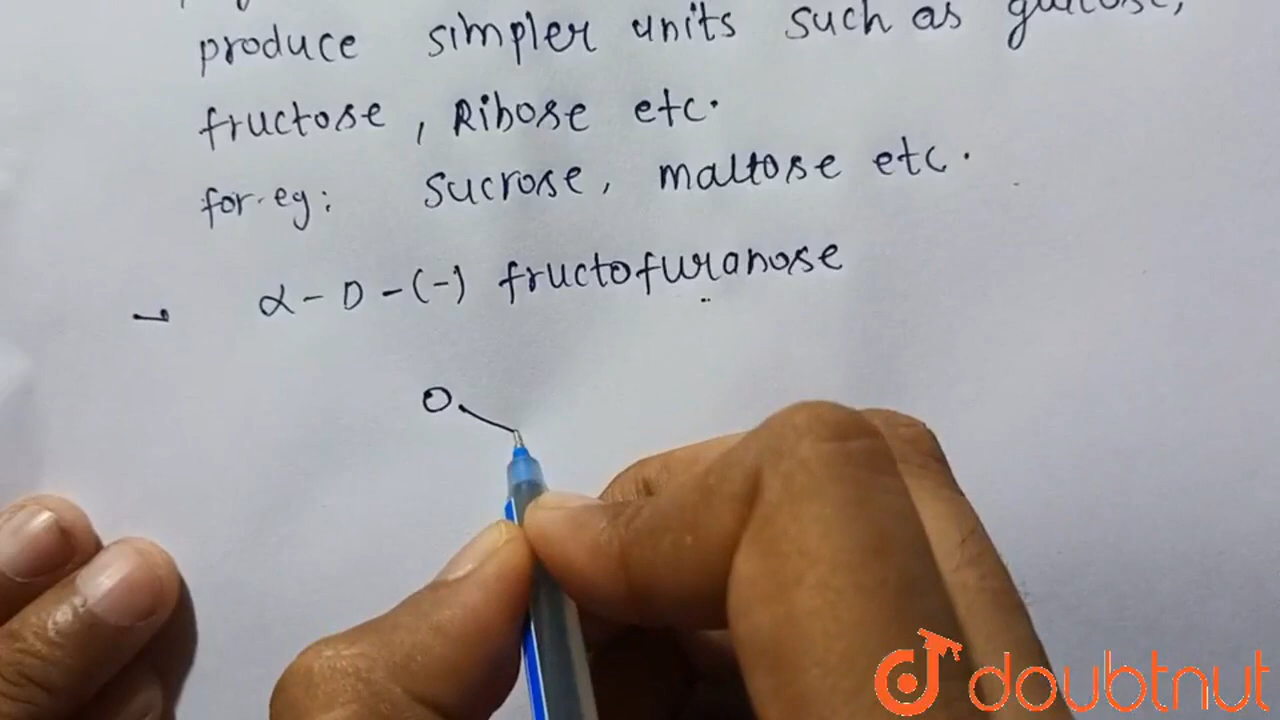 produce simpler units such as
fructose, Ribose etc.
for.eg: sucrose, maltose etc.
α-D-(-) fructofuranose
O
doubtnut